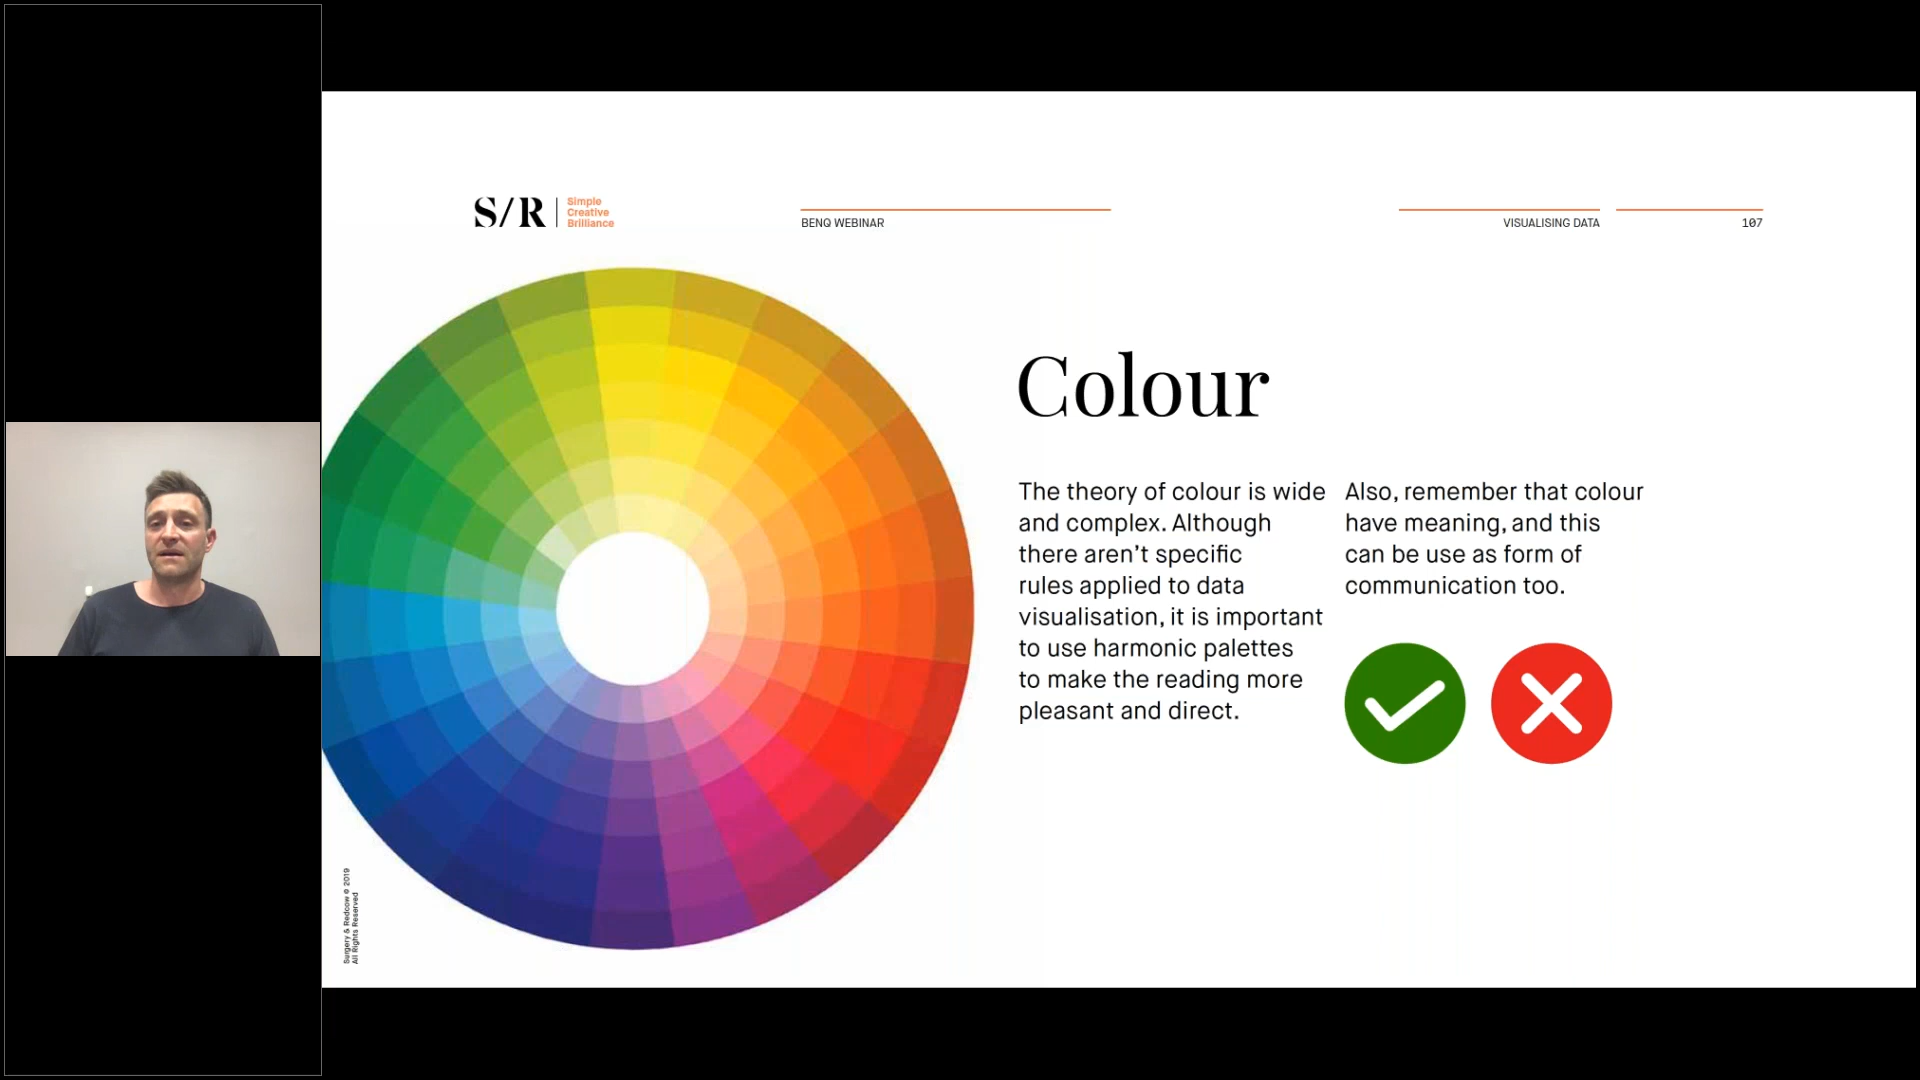 S/R
Simple
Creative
Brilliance
BENQ WEBINAR
VISUALISING DATA
107
Colour
The theory of colour is wide
and complex. Although
there aren't specific
rules applied to data
visualisation, it is important
to use harmonic palettes
to make the reading more
pleasant and direct.
Also, remember that colour
have meaning, and this
can be use as form of
communication too.
Surgery & Redcow © 2019
All Rights Reserved